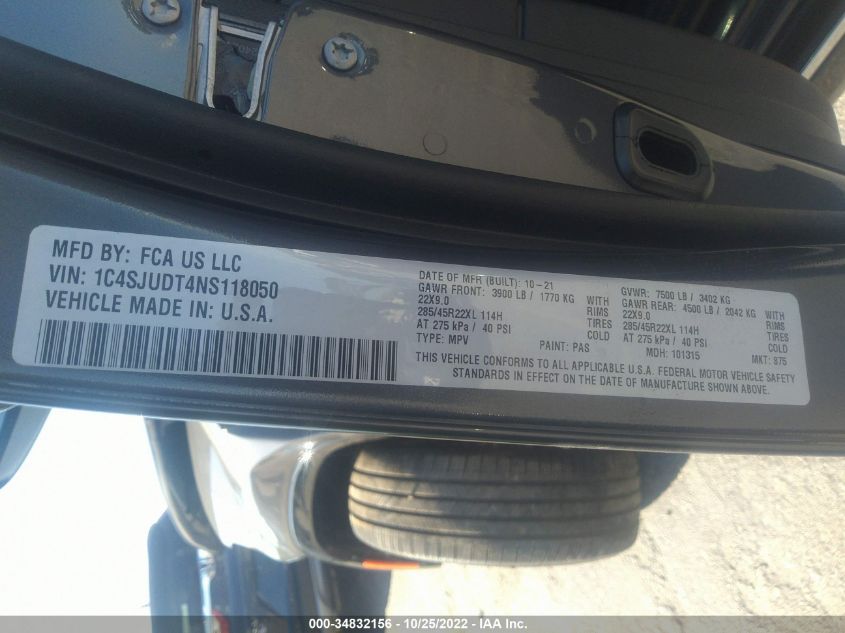 MFD BY: FCA US LLC
VIN: 1C4SJUDT4NS118050
VEHICLE MADE IN: U.S.A.
DATE OF MFR (BUILT): 10-21
GAWR FRONT: 3900 LB / 1770 KG WITH
22X9.0 RIMS
285/45R22XL 114H TIRES
AT 275 kPa / 40 PSI COLD
TYPE: MPV PAINT: PAS
GVWR: 7500 LB / 3402 KG
GAWR REAR: 4500 LB / 2042 KG WITH
22X9.0 RIMS
285/45R22XL 114H TIRES
AT 275 kPa / 40 PSI COLD
MDH: 101315 MKT: 875
THIS VEHICLE CONFORMS TO ALL APPLICABLE U.S.A. FEDERAL MOTOR VEHICLE SAFETY
STANDARDS IN EFFECT ON THE DATE OF MANUFACTURE SHOWN ABOVE.
000-34832156 - 10/25/2022 - IAA Inc.